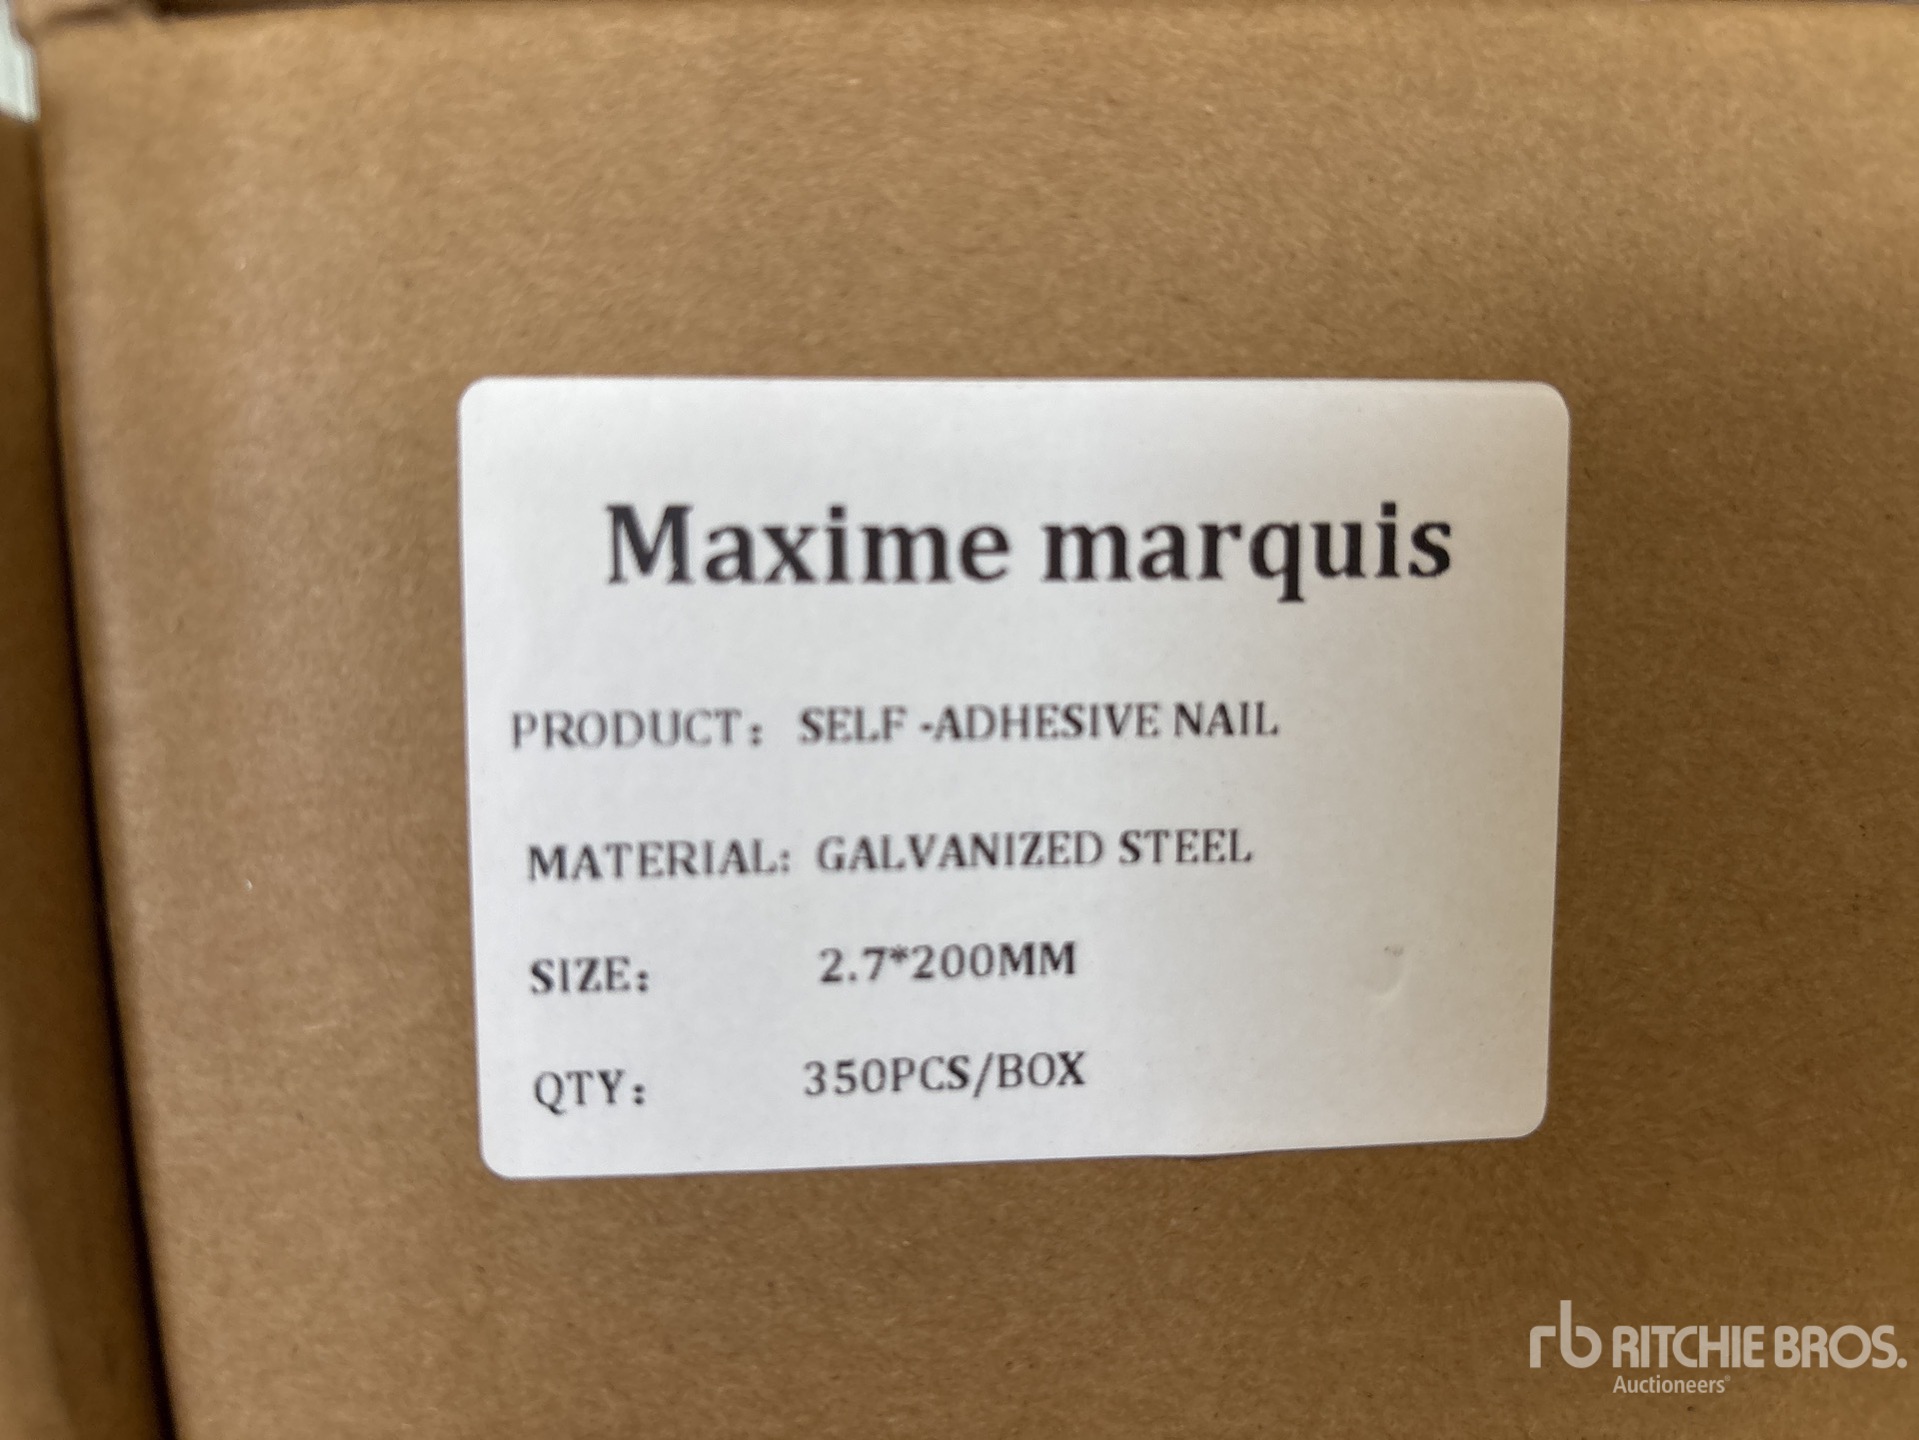 Maxime marquis
PRODUCT: SELF -ADHESIVE NAIL
MATERIAL: GALVANIZED STEEL
SIZE: 2.7*200MM
QTY: 350PCS/BOX
rb RITCHIE BROS.
Auctioneers®